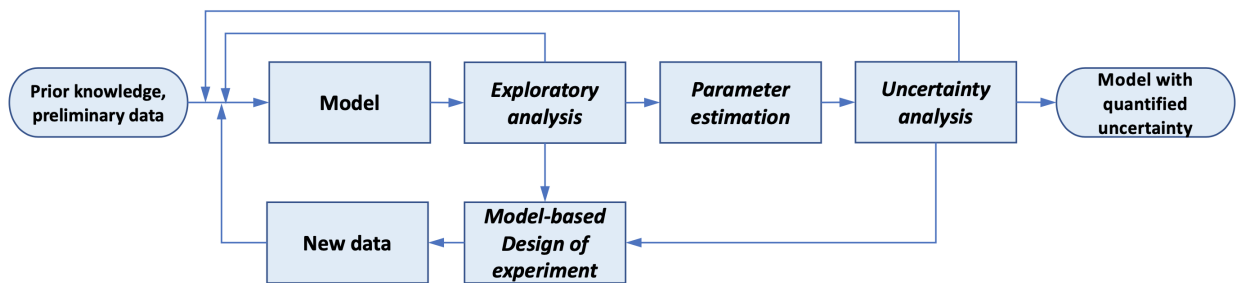 Prior knowledge,
preliminary data
Model
Exploratory
analysis
Parameter
estimation
Uncertainty
analysis
Model with
quantified
uncertainty
New data
Model-based
Design of
experiment